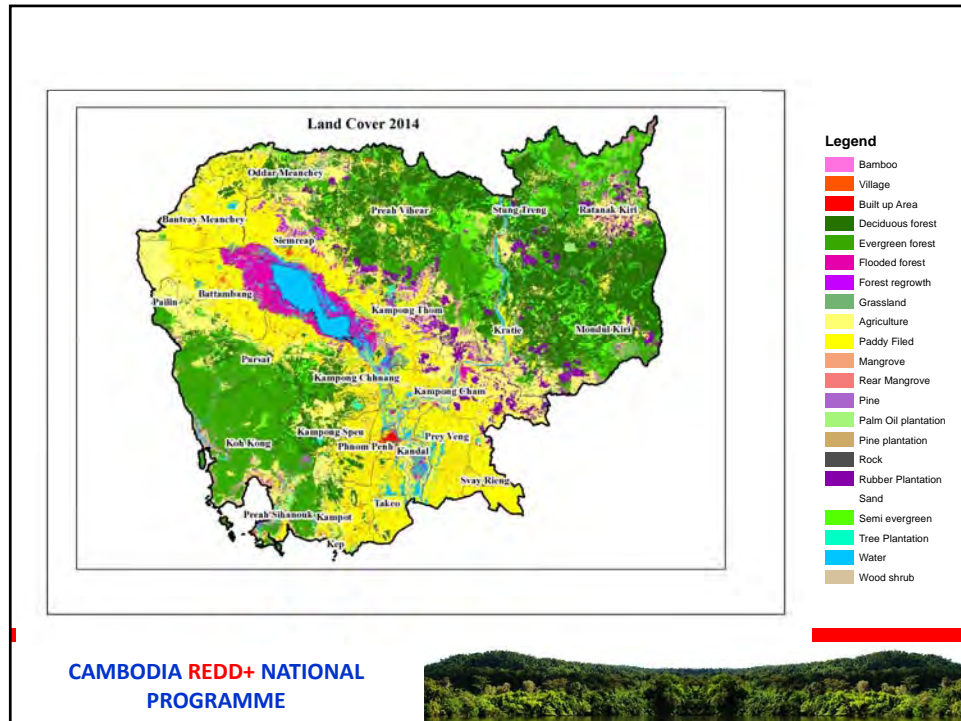 Land Cover 2014
Oddar Meanchey
Banteay Meanchey
Preah Vihear
Stung Treng
Ratanak Kiri
Siemreap
Battambang
Pailin
Kampong Thom
Kratie
Mondul Kiri
Pursat
Kampong Chhnang
Kampong Cham
Kampong Speu
Phnom Penh
Prey Veng
Kandal
Koh Kong
Svay Rieng
Takeo
Preah Sihanouk
Kampot
Kep
Legend
Bamboo
Village
Built up Area
Deciduous forest
Evergreen forest
Flooded forest
Forest regrowth
Grassland
Agriculture
Paddy Filed
Mangrove
Rear Mangrove
Pine
Palm Oil plantation
Pine plantation
Rock
Rubber Plantation
Sand
Semi evergreen
Tree Plantation
Water
Wood shrub
CAMBODIA REDD+ NATIONAL
PROGRAMME